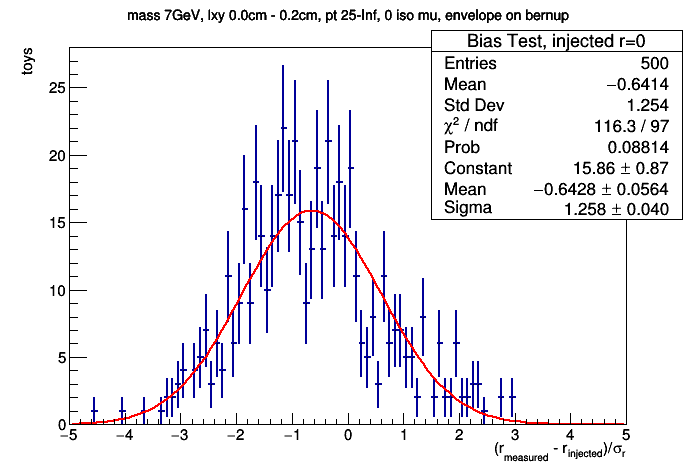 mass 7GeV, lxy 0.0cm - 0.2cm, pt 25-Inf, 0 iso mu, envelope on bernup
Bias Test, injected r=0
Entries 500
Mean −0.6414
Std Dev 1.254
χ² / ndf 116.3 / 97
Prob 0.08814
Constant 15.86 ± 0.87
Mean −0.6428 ± 0.0564
Sigma 1.258 ± 0.040
toys
25
20
15
10
5
0
−5 −4 −3 −2 −1 0 1 2 3 4 5
(r_measured - r_injected)/σ_r